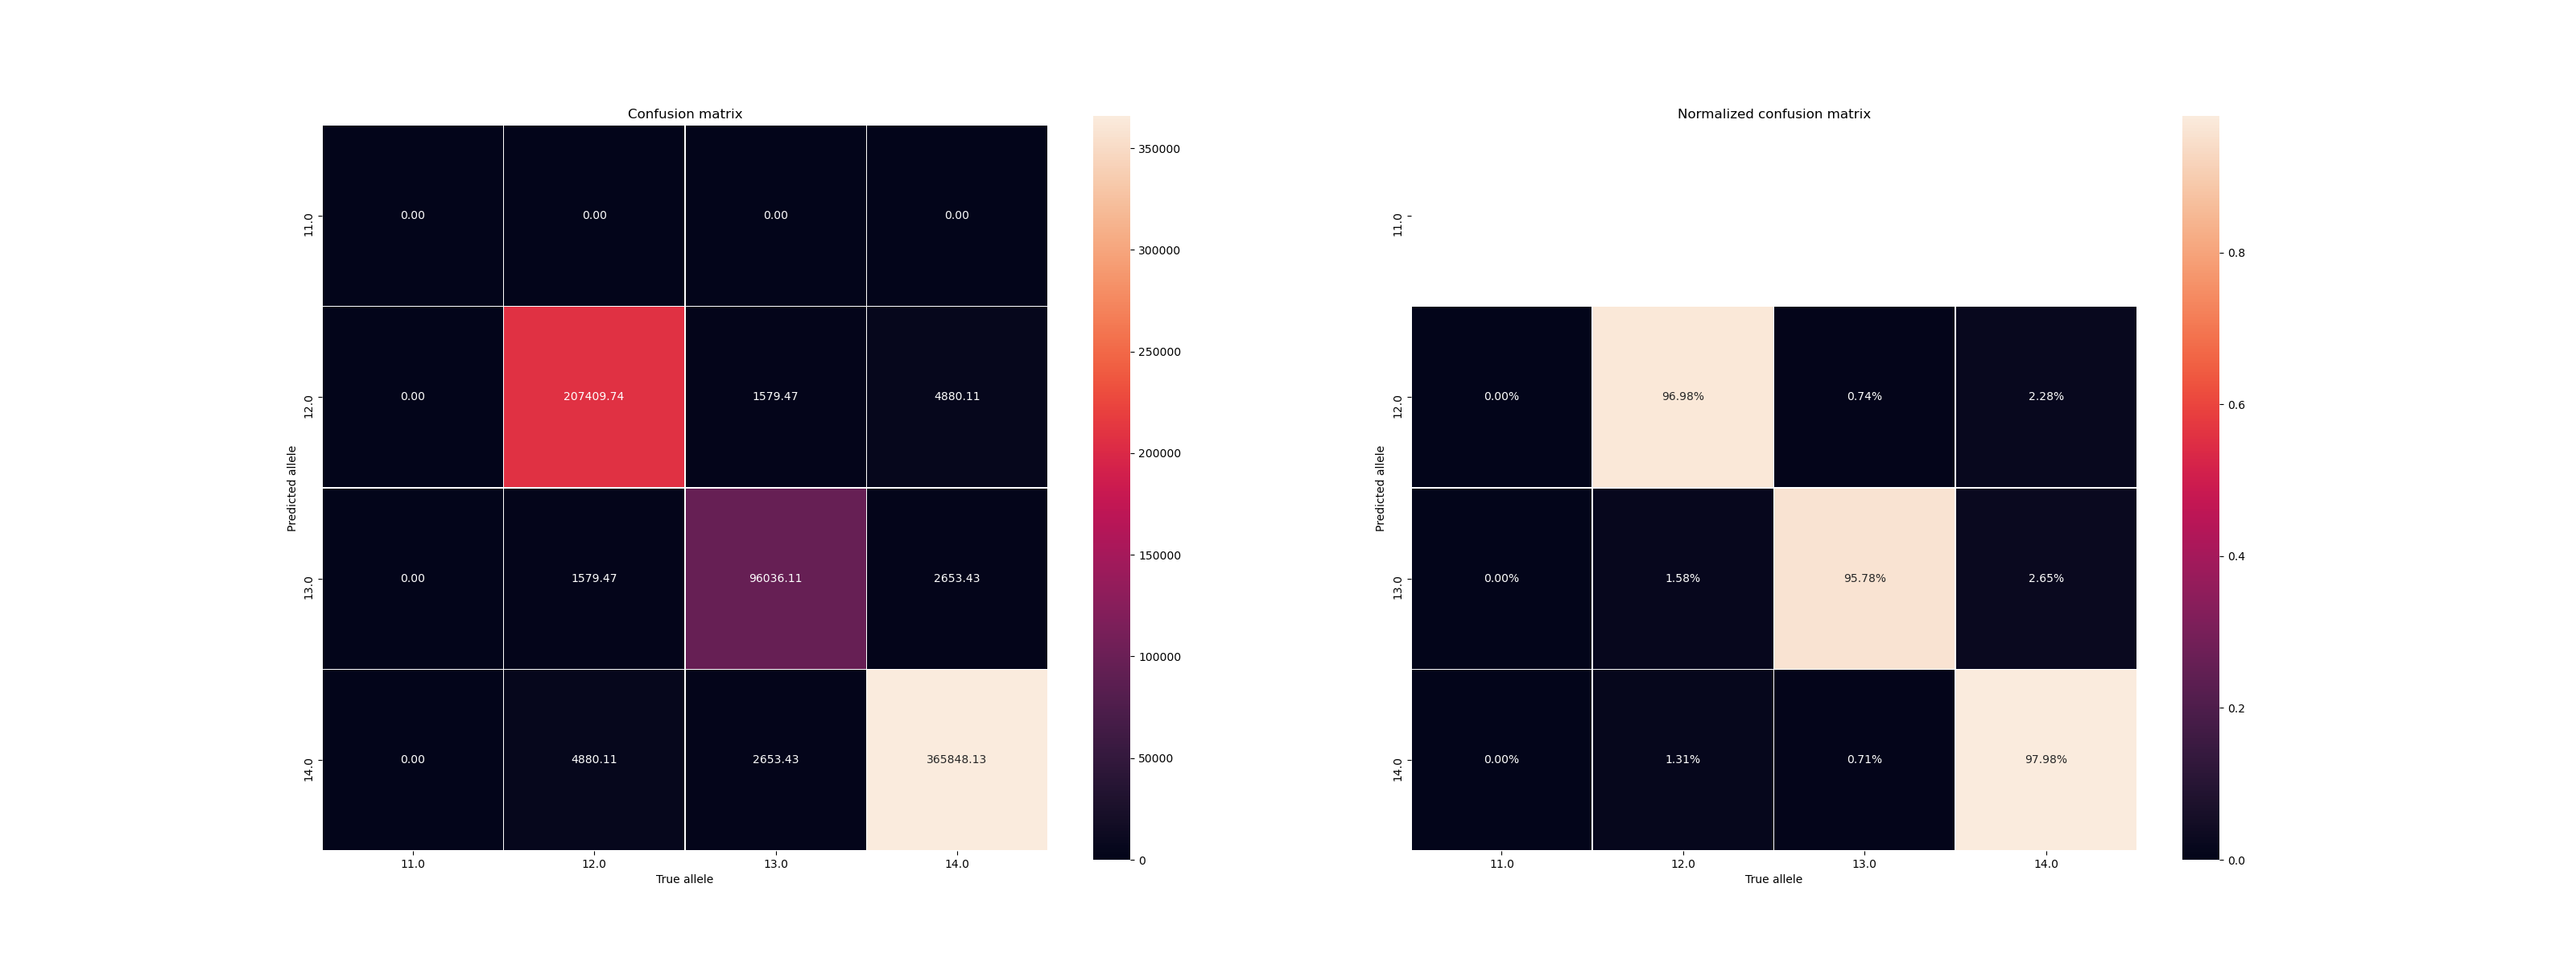 Confusion matrix
11.0 0.00 0.00 0.00 0.00
12.0 0.00 207409.74 1579.47 4880.11
13.0 0.00 1579.47 96036.11 2653.43
14.0 0.00 4880.11 2653.43 365848.13
11.0 12.0 13.0 14.0
Predicted allele
True allele
350000
300000
250000
200000
150000
100000
50000
0
Normalized confusion matrix
11.0
12.0 0.00% 96.98% 0.74% 2.28%
13.0 0.00% 1.58% 95.78% 2.65%
14.0 0.00% 1.31% 0.71% 97.98%
11.0 12.0 13.0 14.0
Predicted allele
True allele
0.8
0.6
0.4
0.2
0.0